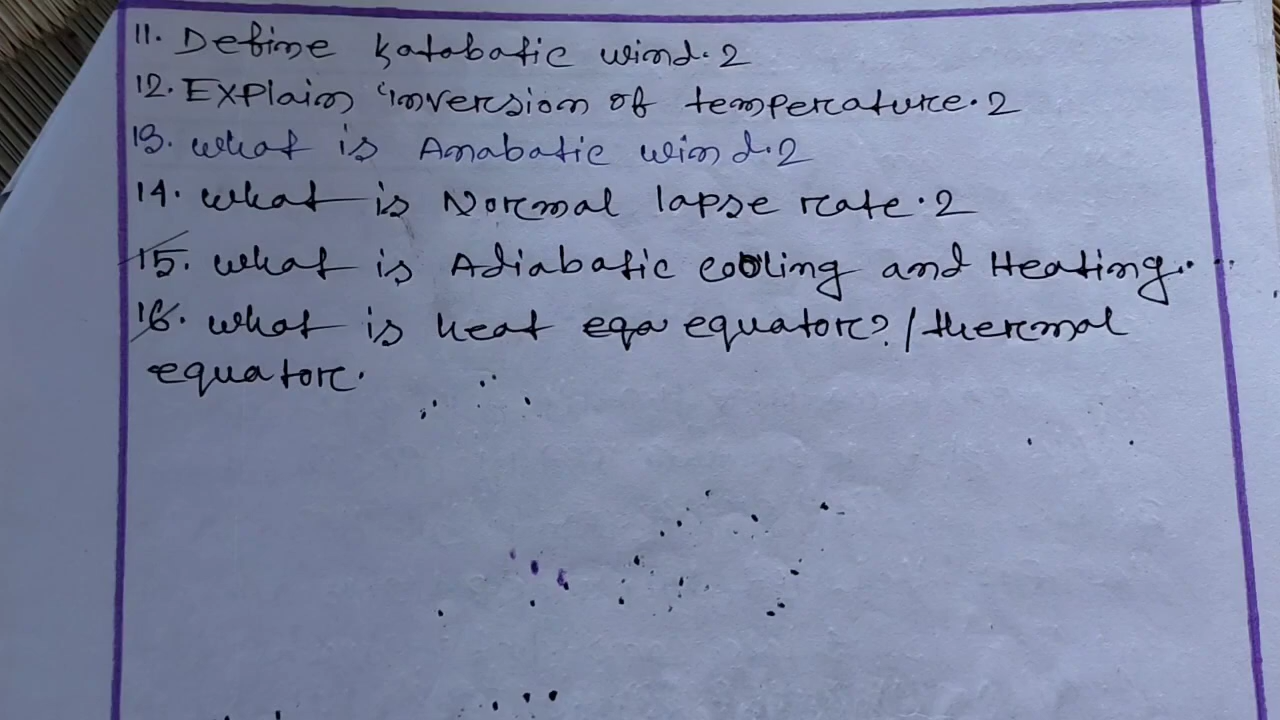 11. Define katabatic wind. 2
12. Explain 'inversion of temperature. 2
13. what is Anabatic wind. 2
14. what is Normal lapse rate. 2
15. what is Adiabatic cooling and Heating....
16. what is heat eqa equator? / thermal
equator.